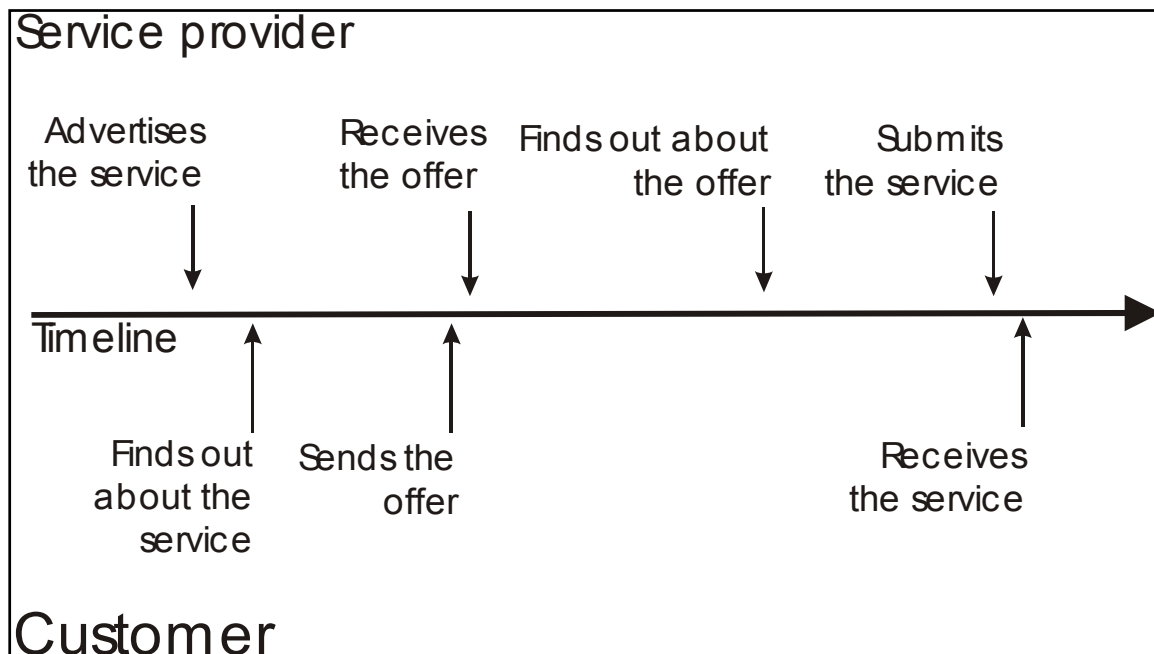 Service provider
Advertises
the service
Receives
the offer
Finds out about
the offer
Submits
the service
Timeline
Finds out
about the
service
Sends the
offer
Receives
the service
Customer